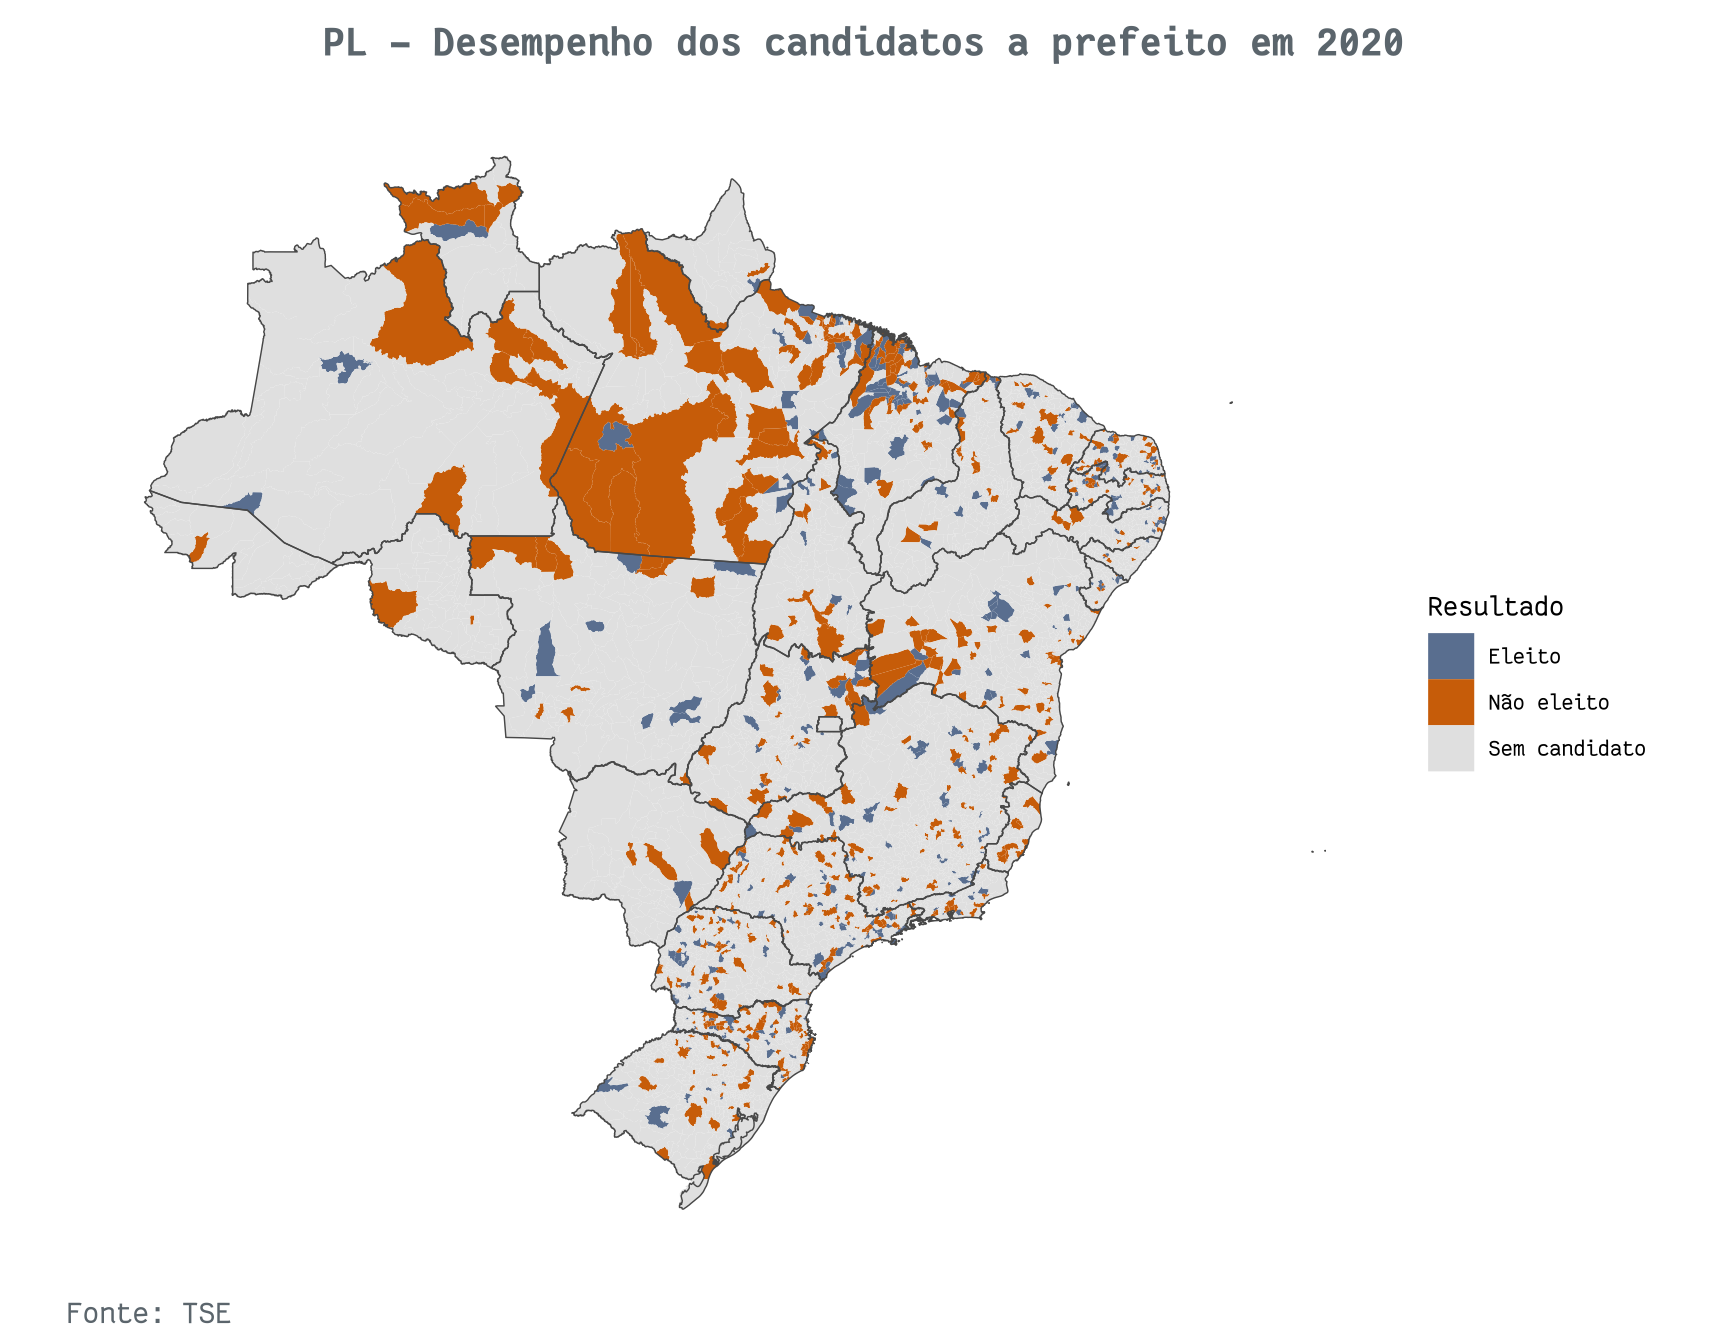 PL – Desempenho dos candidatos a prefeito em 2020
Resultado
Eleito
Não eleito
Sem candidato
Fonte: TSE